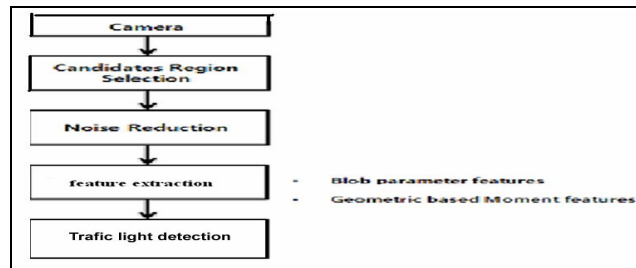 Camera
Candidates Region
Selection
Noise Reduction
feature extraction
- Blob parameter features
- Geometric based Moment features
Trafic light detection